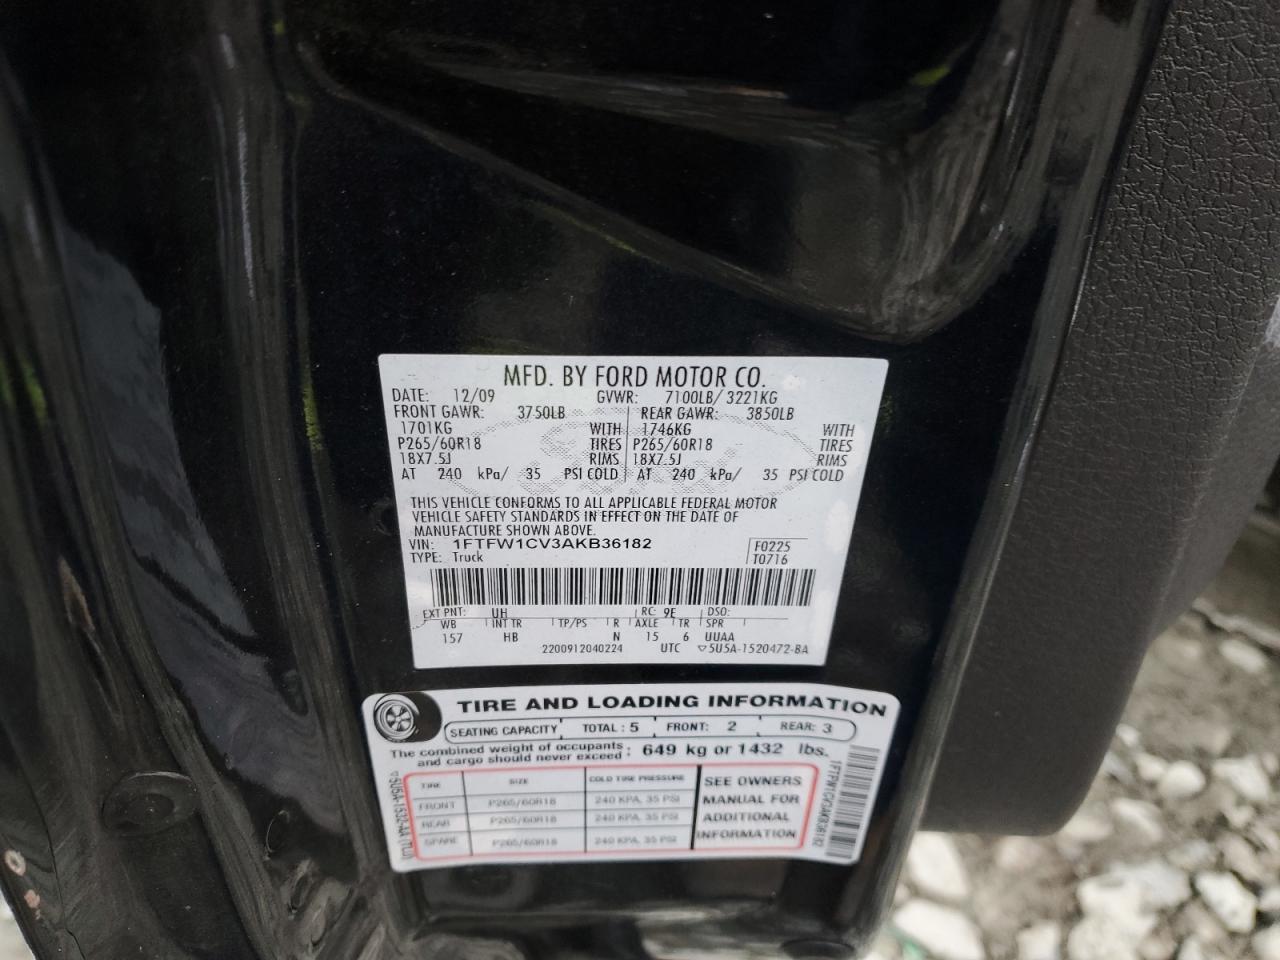 MFD. BY FORD MOTOR CO.
DATE: 12/09 GVWR: 7100LB/ 3221KG
FRONT GAWR: 3750LB REAR GAWR: 3850LB
1701KG WITH 1746KG WITH
P265/60R18 TIRES P265/60R18 TIRES
18X7.5J RIMS 18X7.5J RIMS
AT 240 kPa/ 35 PSI COLD AT 240 kPa/ 35 PSI COLD
THIS VEHICLE CONFORMS TO ALL APPLICABLE FEDERAL MOTOR
VEHICLE SAFETY STANDARDS IN EFFECT ON THE DATE OF
MANUFACTURE SHOWN ABOVE.
VIN: 1FTFW1CV3AKB36182 F0225
TYPE: Truck T0716
EXT PNT: UH RC: 9E DSO:
WB INT TR TP/PS R AXLE TR SPR
157 HB N 15 6 UUAA
2200912040224 UTC ▽5U5A-1520472-BA
TIRE AND LOADING INFORMATION
SEATING CAPACITY TOTAL: 5 FRONT: 2 REAR: 3
The combined weight of occupants
and cargo should never exceed: 649 kg or 1432 lbs.
TIRE SIZE COLD TIRE PRESSURE
FRONT P265/60R18 240 KPA, 35 PSI
REAR P265/60R18 240 KPA, 35 PSI
SPARE P265/60R18 240 KPA, 35 PSI
SEE OWNERS
MANUAL FOR
ADDITIONAL
INFORMATION
1FTFW1CV3AKB36182